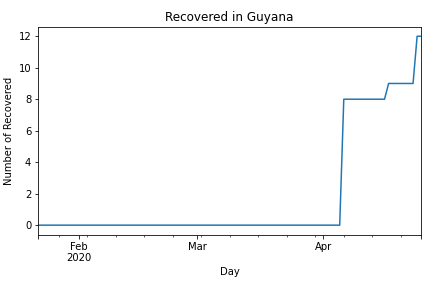 Recovered in Guyana
Number of Recovered
12
10
8
6
4
2
0
Feb
2020
Mar
Apr
Day